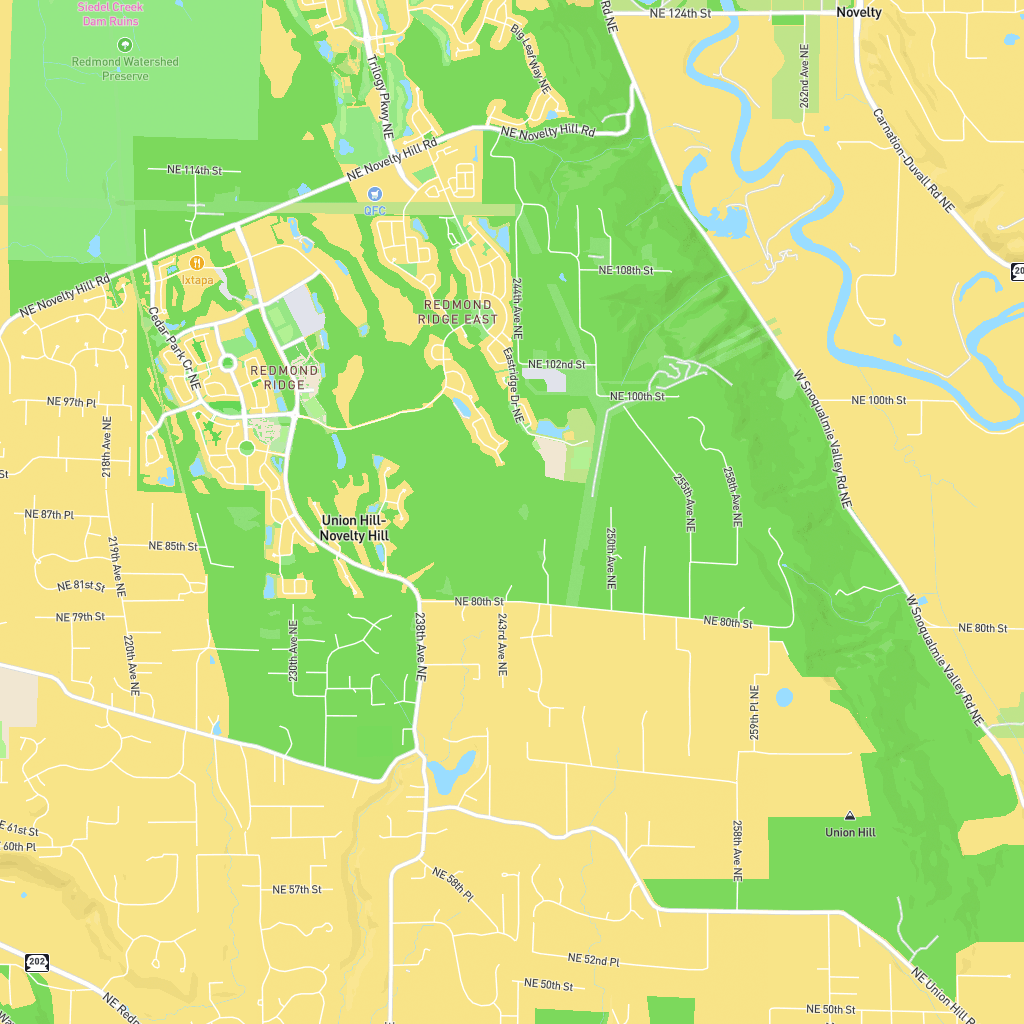 Siedel Creek
Dam Ruins
Redmond Watershed
Preserve
NE 124th St
Novelty
Rd NE
Big Leaf Way NE
Trilogy Pkwy NE
262nd Ave NE
Carnation-Duvall Rd NE
NE Novelty Hill Rd
NE Novelty Hill Rd
NE 114th St
QFC
Ixtapa
NE Novelty Hill Rd
Cedar Park Cr NE
REDMOND
RIDGE EAST
244th Ave NE
NE 108th St
20
REDMOND
RIDGE
Eastridge Dr NE
NE 102nd St
NE 100th St
W Snoqualmie Valley Rd NE
NE 100th St
NE 97th Pl
218th Ave NE
St
255th Ave NE
258th Ave NE
NE 87th Pl
Union Hill-
Novelty Hill
NE 85th St
219th Ave NE
250th Ave NE
NE 81st St
NE 79th St
NE 80th St
NE 80th St
W Snoqualmie Valley Rd NE
NE 80th St
220th Ave NE
230th Ave NE
238th Ave NE
243rd Ave NE
259th Pl NE
Union Hill
258th Ave NE
E 61st St
60th Pl
NE 57th St
NE 58th Pl
202
NE 52nd Pl
NE 50th St
NE Union Hill R
NE 50th St
NE Redm